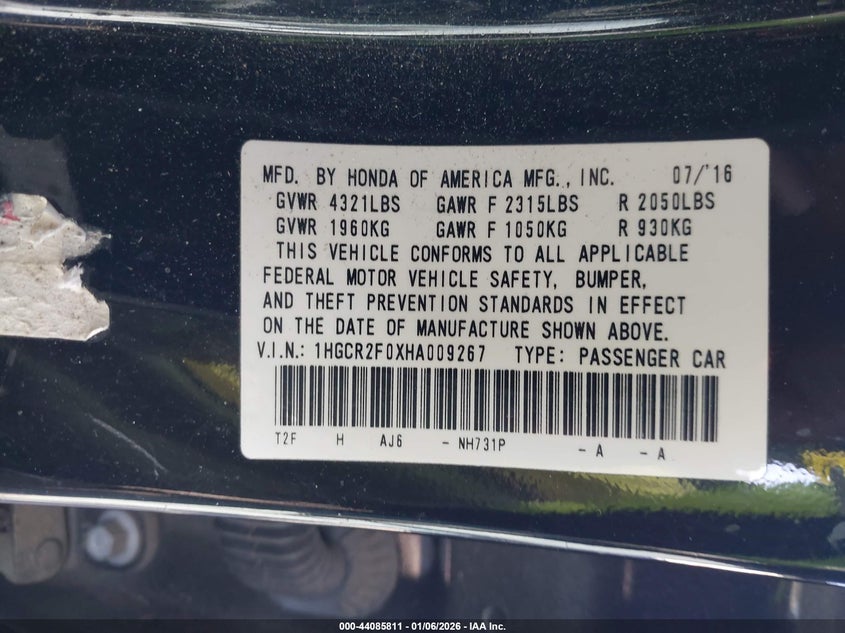 MFD. BY HONDA OF AMERICA MFG., INC. 07/'16
GVWR 4321LBS GAWR F 2315LBS R 2050LBS
GVWR 1960KG GAWR F 1050KG R 930KG
THIS VEHICLE CONFORMS TO ALL APPLICABLE
FEDERAL MOTOR VEHICLE SAFETY, BUMPER,
AND THEFT PREVENTION STANDARDS IN EFFECT
ON THE DATE OF MANUFACTURE SHOWN ABOVE.
V.I.N.: 1HGCR2F0XHA009267 TYPE: PASSENGER CAR
T2F H AJ6 - NH731P - A - A
000-44085811 - 01/06/2026 - IAA Inc.